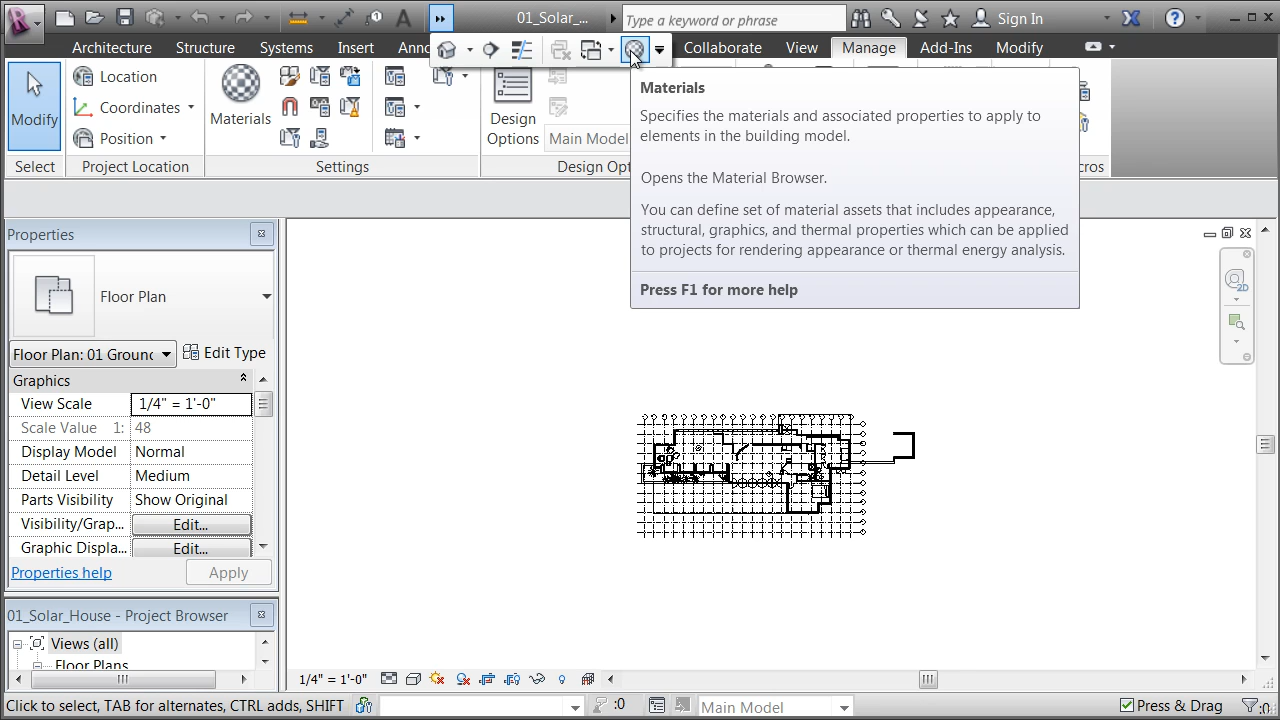 01_Solar_...
Type a keyword or phrase
Sign In
Architecture
Structure
Systems
Insert
Anno
Collaborate
View
Manage
Add-Ins
Modify
Modify
Select
Location
Coordinates
Position
Project Location
Materials
Settings
Design
Options
Main Model
Design Opt
Materials
Specifies the materials and associated properties to apply to
elements in the building model.
Opens the Material Browser.
You can define set of material assets that includes appearance,
structural, graphics, and thermal properties which can be applied
to projects for rendering appearance or thermal energy analysis.
Press F1 for more help
cros
Properties
Floor Plan
Floor Plan: 01 Ground
Edit Type
Graphics
View Scale 1/4" = 1'-0"
Scale Value 1: 48
Display Model Normal
Detail Level Medium
Parts Visibility Show Original
Visibility/Grap... Edit...
Graphic Displa... Edit...
Properties help
Apply
01_Solar_House - Project Browser
Views (all)
Floor Plans
2D
1/4" = 1'-0"
Click to select, TAB for alternates, CTRL adds, SHIFT
:0
Main Model
Press & Drag
:0